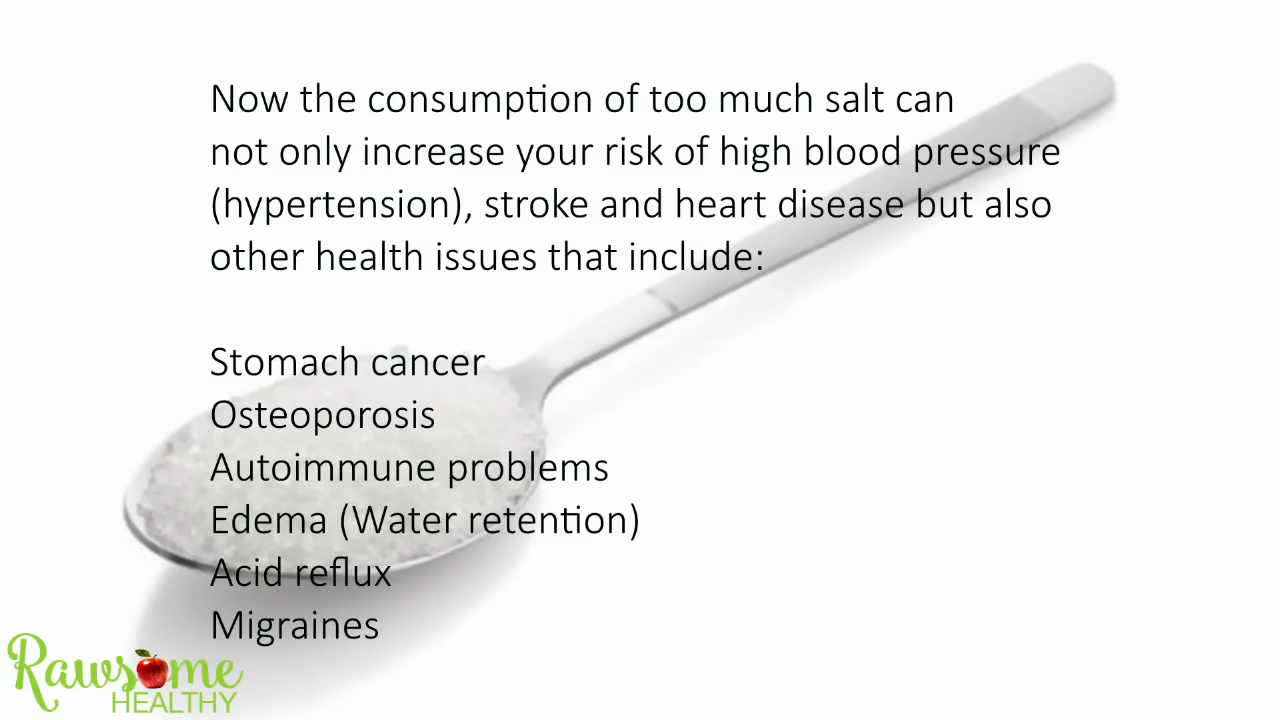 Now the consumption of too much salt can
not only increase your risk of high blood pressure
(hypertension), stroke and heart disease but also
other health issues that include:
Stomach cancer
Osteoporosis
Autoimmune problems
Edema (Water retention)
Acid reflux
Migraines
Rawsome
HEALTHY